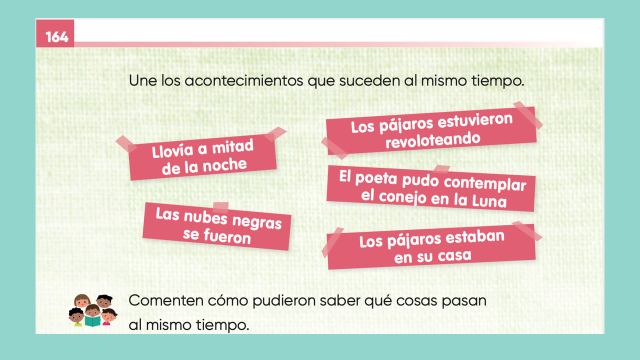 164
Une los acontecimientos que suceden al mismo tiempo.
Llovía a mitad
de la noche
Las nubes negras
se fueron
Los pájaros estuvieron
revoloteando
El poeta pudo contemplar
el conejo en la Luna
Los pájaros estaban
en su casa
Comenten cómo pudieron saber qué cosas pasan
al mismo tiempo.